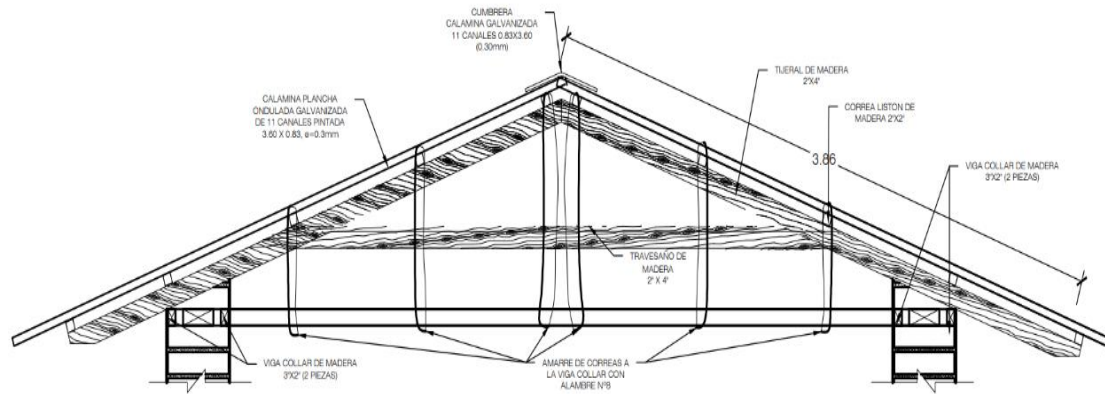 CUMBRERA
CALAMINA GALVANIZADA
11 CANALES 0.83X3.60
(0.30mm)
TIJERAL DE MADERA
2"X4"
CALAMINA PLANCHA
ONDULADA GALVANIZADA
DE 11 CANALES PINTADA
3.60 X 0.83, e=0.3mm
CORREA LISTON DE
MADERA 2"X2"
3.86
VIGA COLLAR DE MADERA
3"X2" (2 PIEZAS)
TRAVESAÑO DE
MADERA
2" X 4"
VIGA COLLAR DE MADERA
3"X2" (2 PIEZAS)
AMARRE DE CORREAS A
LA VIGA COLLAR CON
ALAMBRE N°8